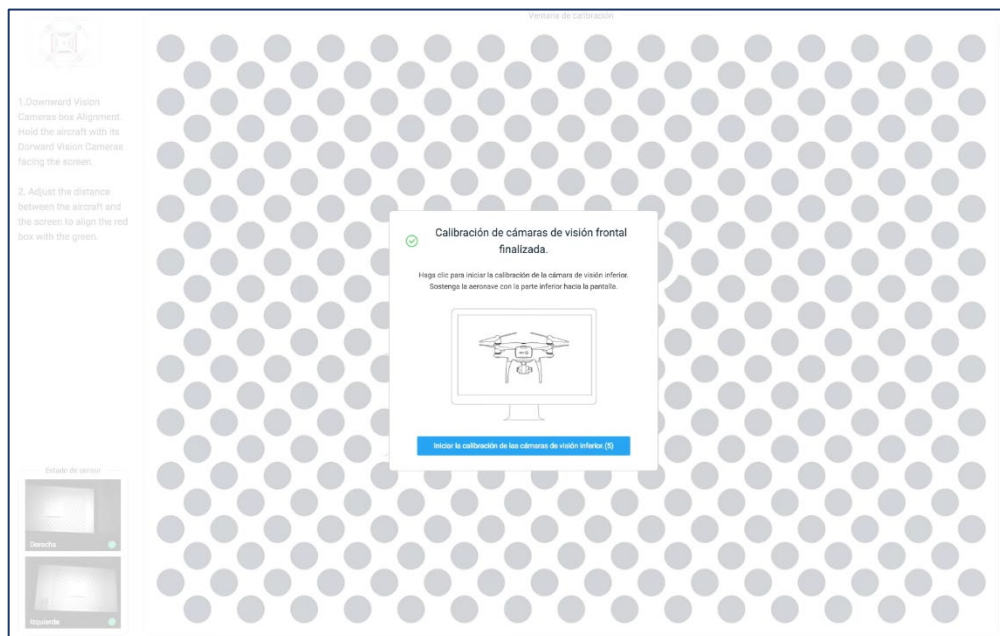 Ventana de calibración
1.Downward Vision
Cameras box Alignment.
Hold the aircraft with its
Dorward Vision Cameras
facing the screen.
2. Adjust the distance
between the aircraft and
the screen to align the red
box with the green.
Calibración de cámaras de visión frontal
finalizada.
Haga clic para iniciar la calibración de la cámara de visión inferior.
Sostenga la aeronave con la parte inferior hacia la pantalla.
Iniciar la calibración de las cámaras de visión inferior (5)
Estado de sensor
Derecha
Izquierda